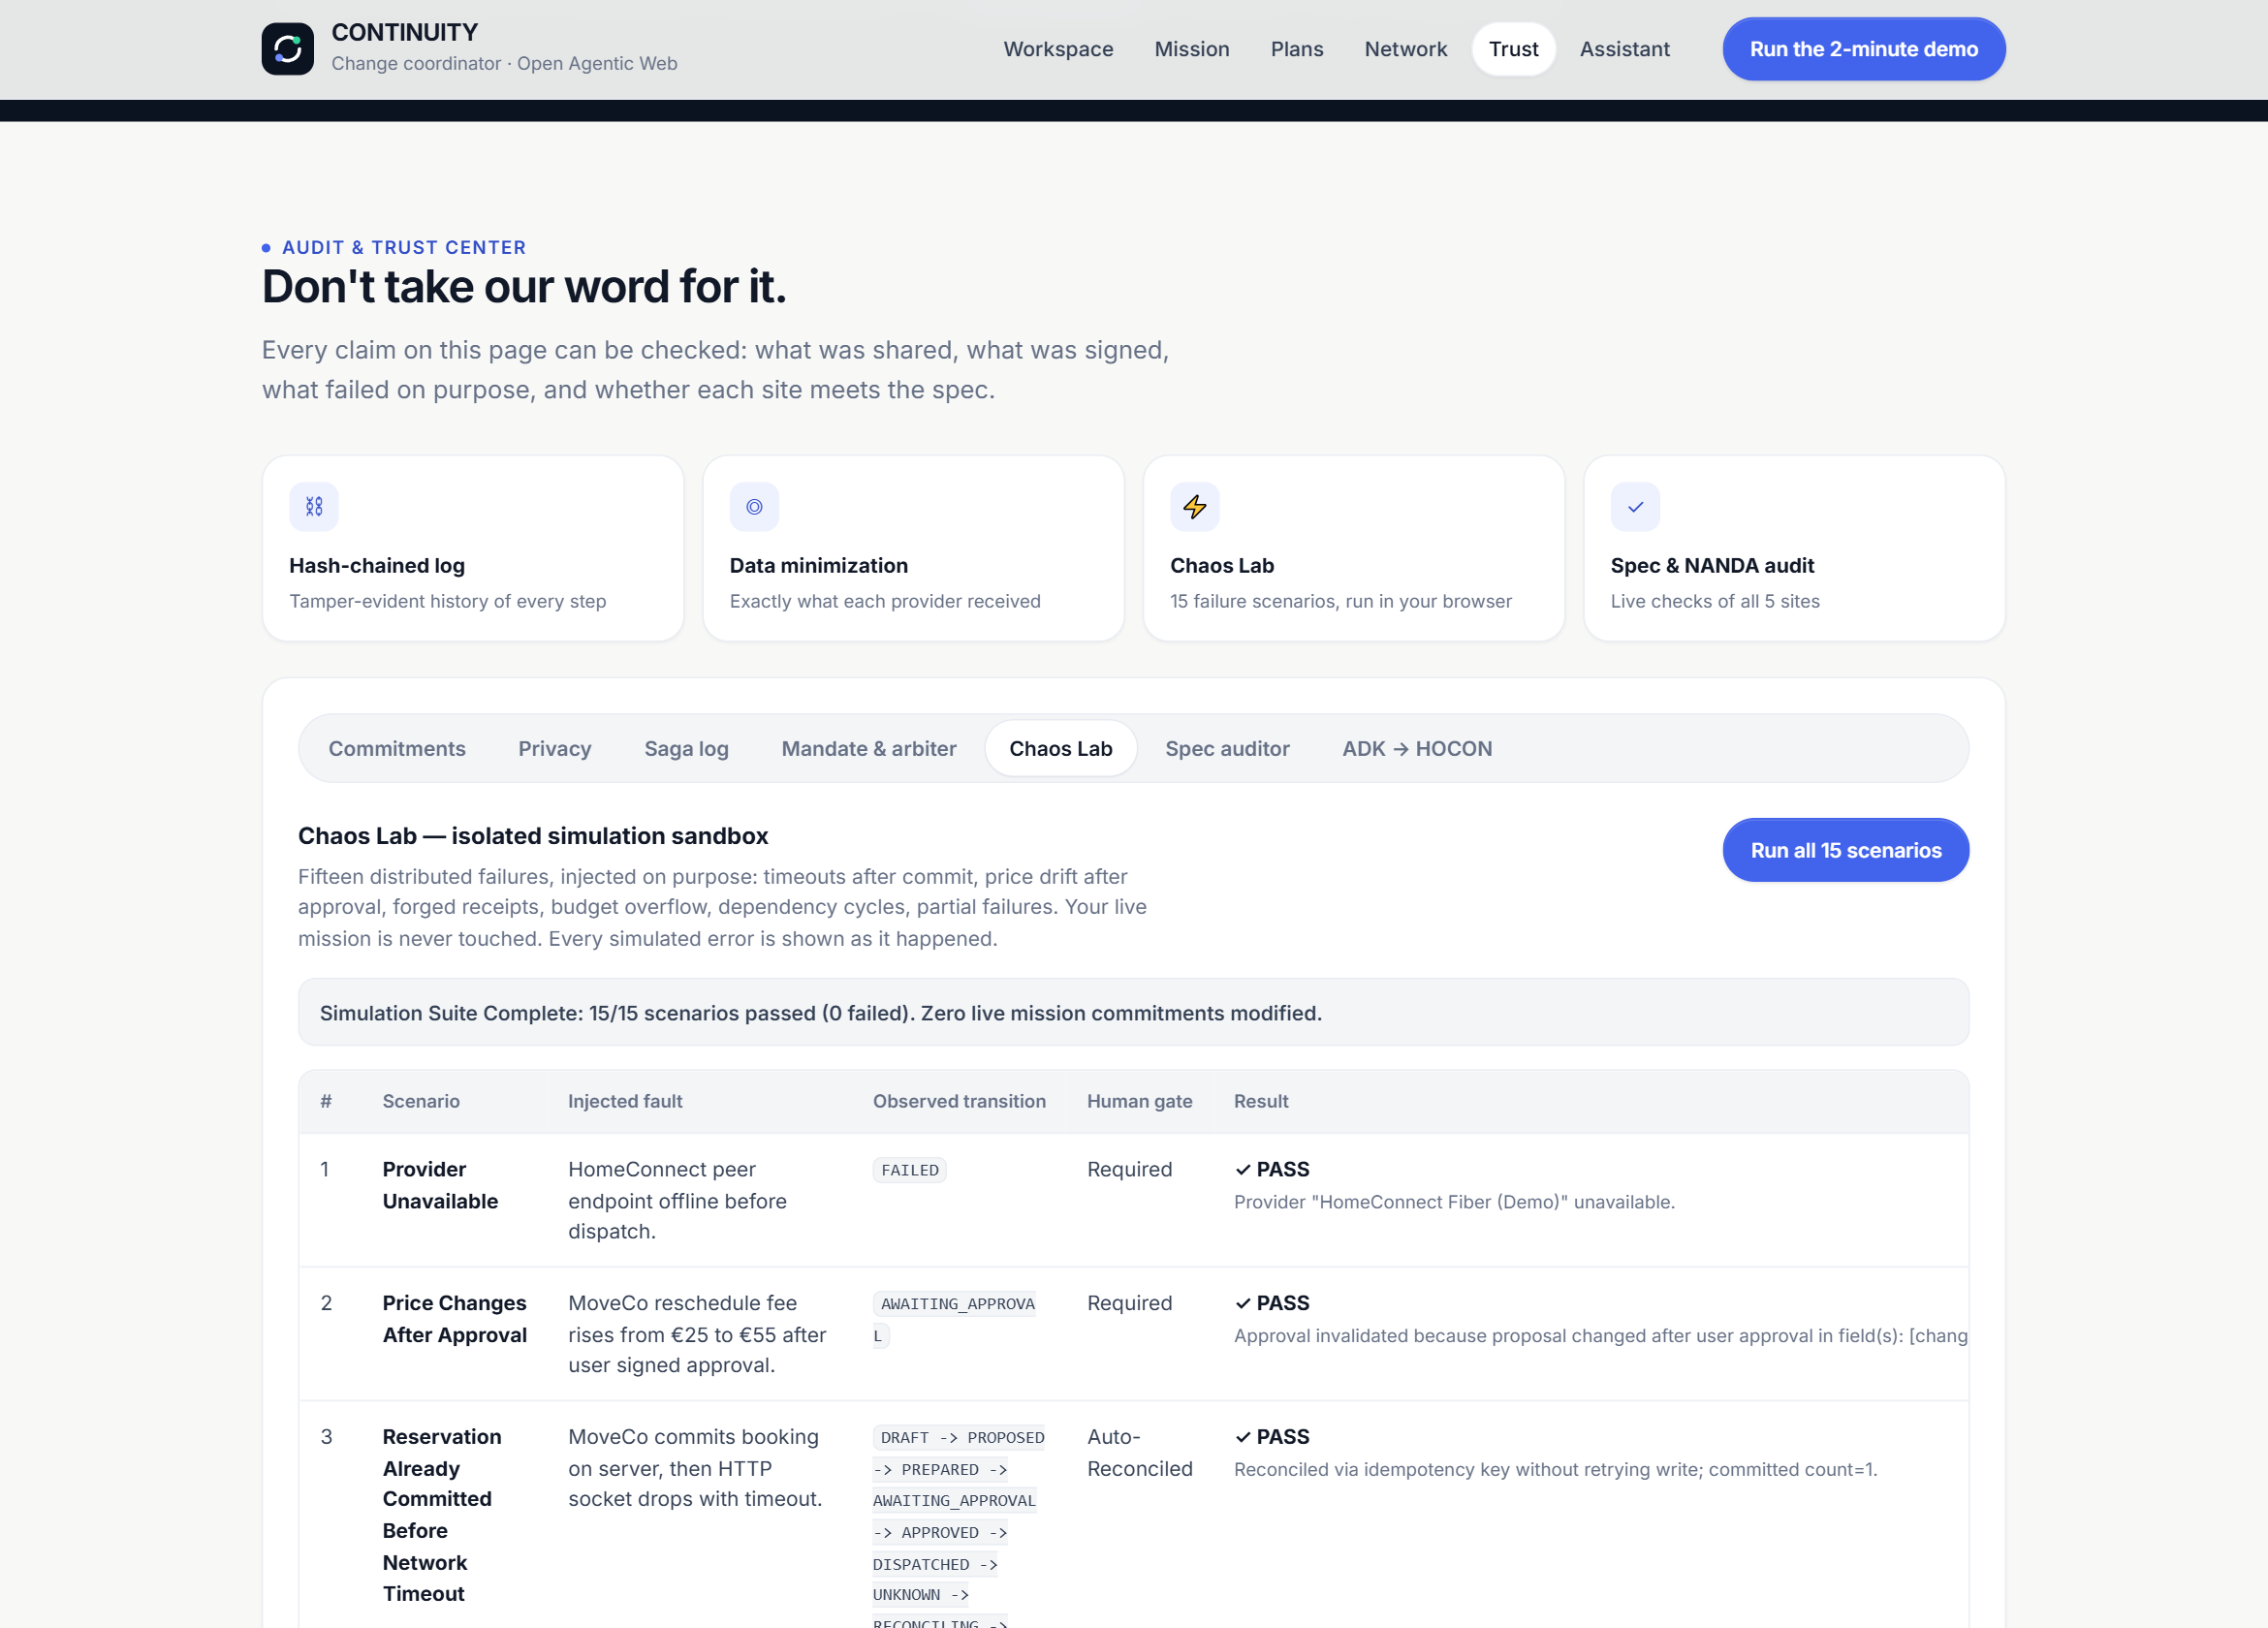 CONTINUITY
Change coordinator · Open Agentic Web
Workspace Mission Plans Network Trust Assistant Run the 2-minute demo
AUDIT & TRUST CENTER
Don't take our word for it.
Every claim on this page can be checked: what was shared, what was signed,
what failed on purpose, and whether each site meets the spec.
Hash-chained log
Tamper-evident history of every step
Data minimization
Exactly what each provider received
Chaos Lab
15 failure scenarios, run in your browser
Spec & NANDA audit
Live checks of all 5 sites
Commitments Privacy Saga log Mandate & arbiter Chaos Lab Spec auditor ADK → HOCON
Chaos Lab — isolated simulation sandbox
Run all 15 scenarios
Fifteen distributed failures, injected on purpose: timeouts after commit, price drift after
approval, forged receipts, budget overflow, dependency cycles, partial failures. Your live
mission is never touched. Every simulated error is shown as it happened.
Simulation Suite Complete: 15/15 scenarios passed (0 failed). Zero live mission commitments modified.
# Scenario Injected fault Observed transition Human gate Result
1
Provider
Unavailable
HomeConnect peer
endpoint offline before
dispatch.
FAILED
Required
✓ PASS
Provider "HomeConnect Fiber (Demo)" unavailable.
2
Price Changes
After Approval
MoveCo reschedule fee
rises from €25 to €55 after
user signed approval.
AWAITING_APPROVA
L
Required
✓ PASS
Approval invalidated because proposal changed after user approval in field(s): [chang
3
Reservation
Already
Committed
Before
Network
Timeout
MoveCo commits booking
on server, then HTTP
socket drops with timeout.
DRAFT -> PROPOSED
-> PREPARED ->
AWAITING_APPROVAL
-> APPROVED ->
DISPATCHED ->
UNKNOWN ->
RECONCILING ->
Auto-
Reconciled
✓ PASS
Reconciled via idempotency key without retrying write; committed count=1.